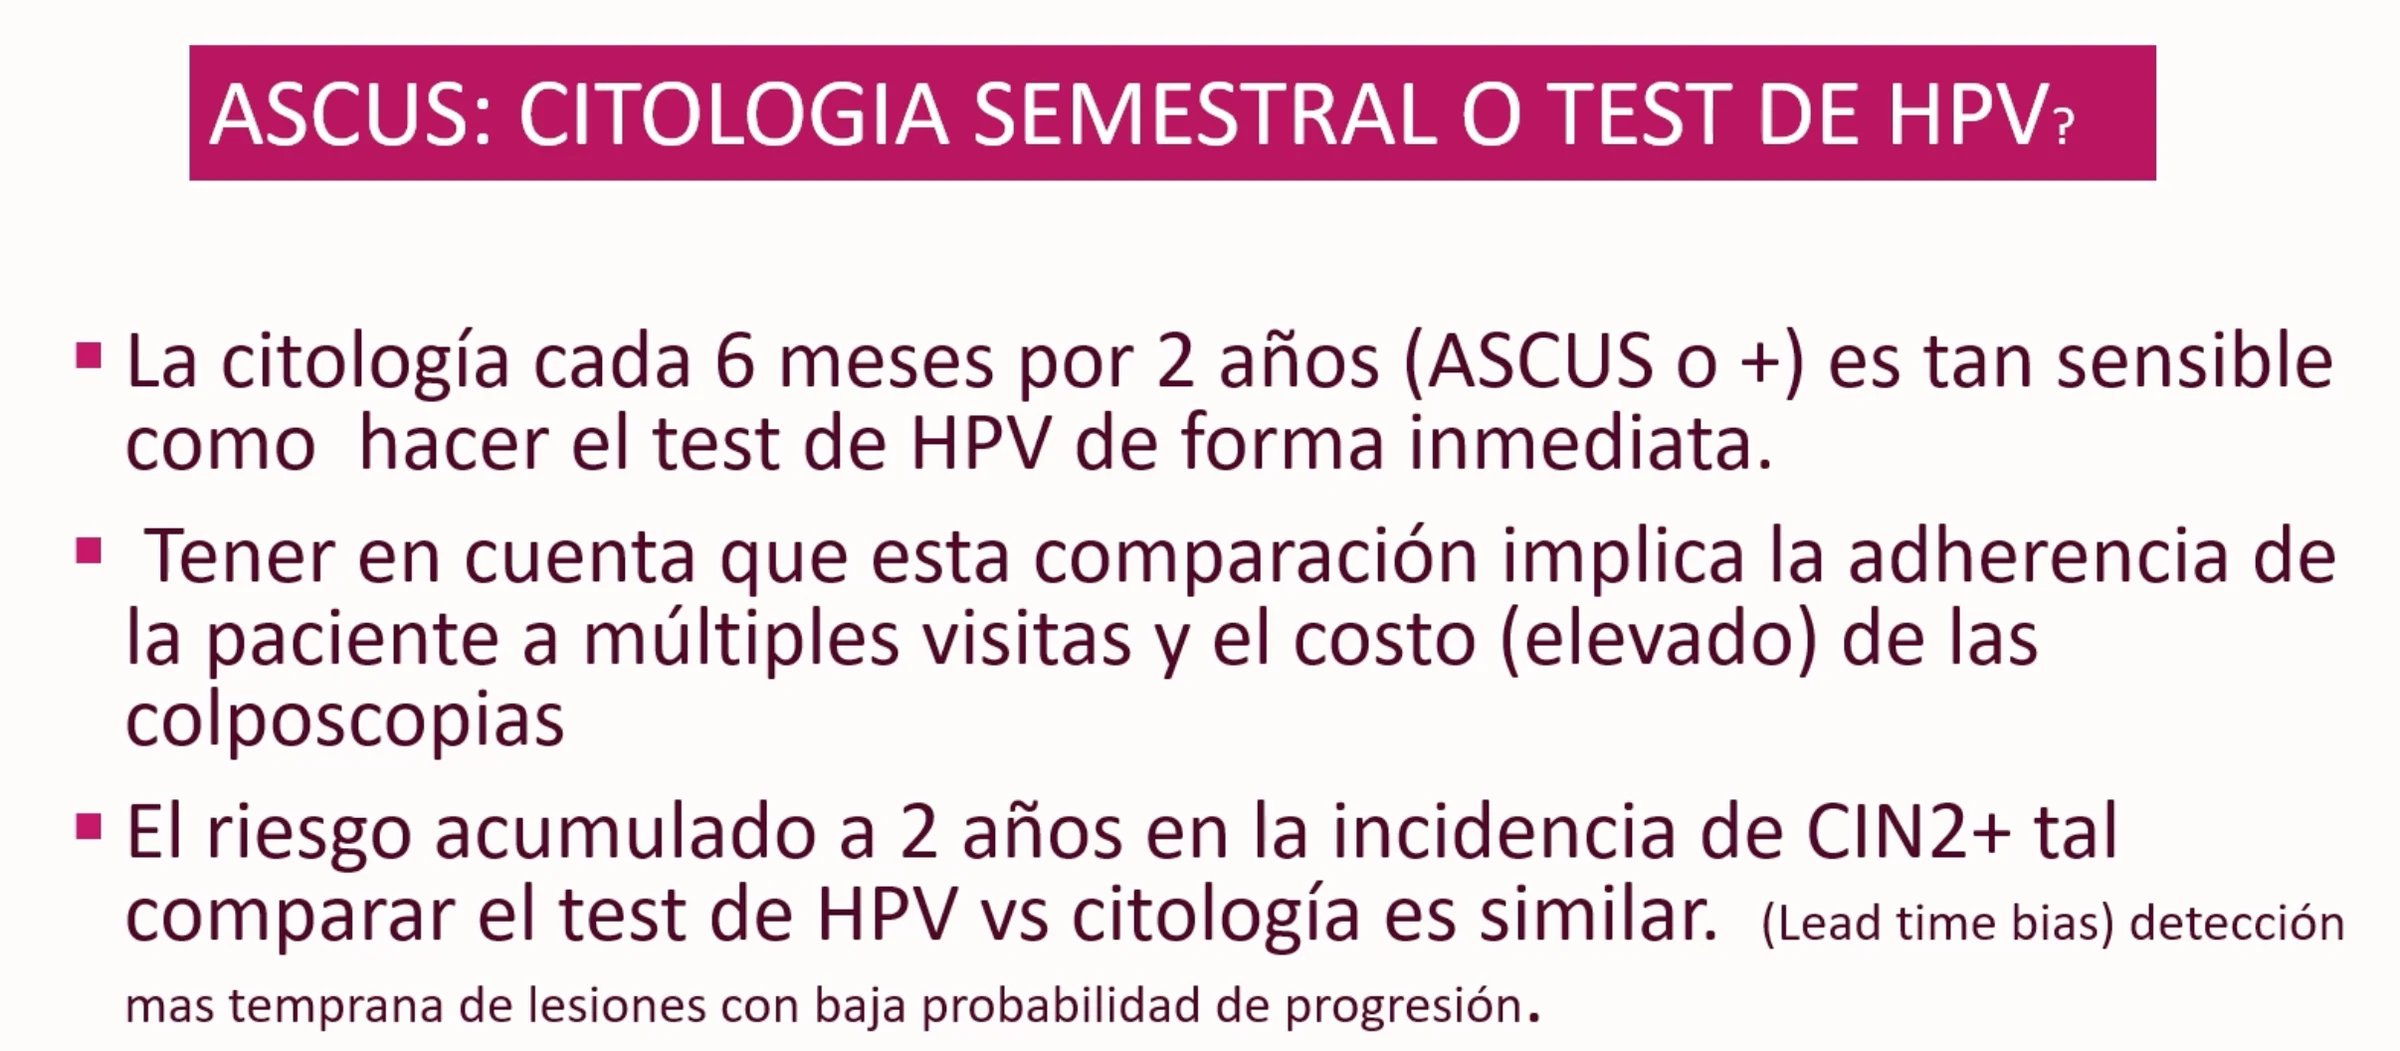 ASCUS: CITOLOGIA SEMESTRAL O TEST DE HPV?
▪ La citología cada 6 meses por 2 años (ASCUS o +) es tan sensible
como hacer el test de HPV de forma inmediata.
▪ Tener en cuenta que esta comparación implica la adherencia de
la paciente a múltiples visitas y el costo (elevado) de las
colposcopias
▪ El riesgo acumulado a 2 años en la incidencia de CIN2+ tal
comparar el test de HPV vs citología es similar. (Lead time bias) detección
mas temprana de lesiones con baja probabilidad de progresión.